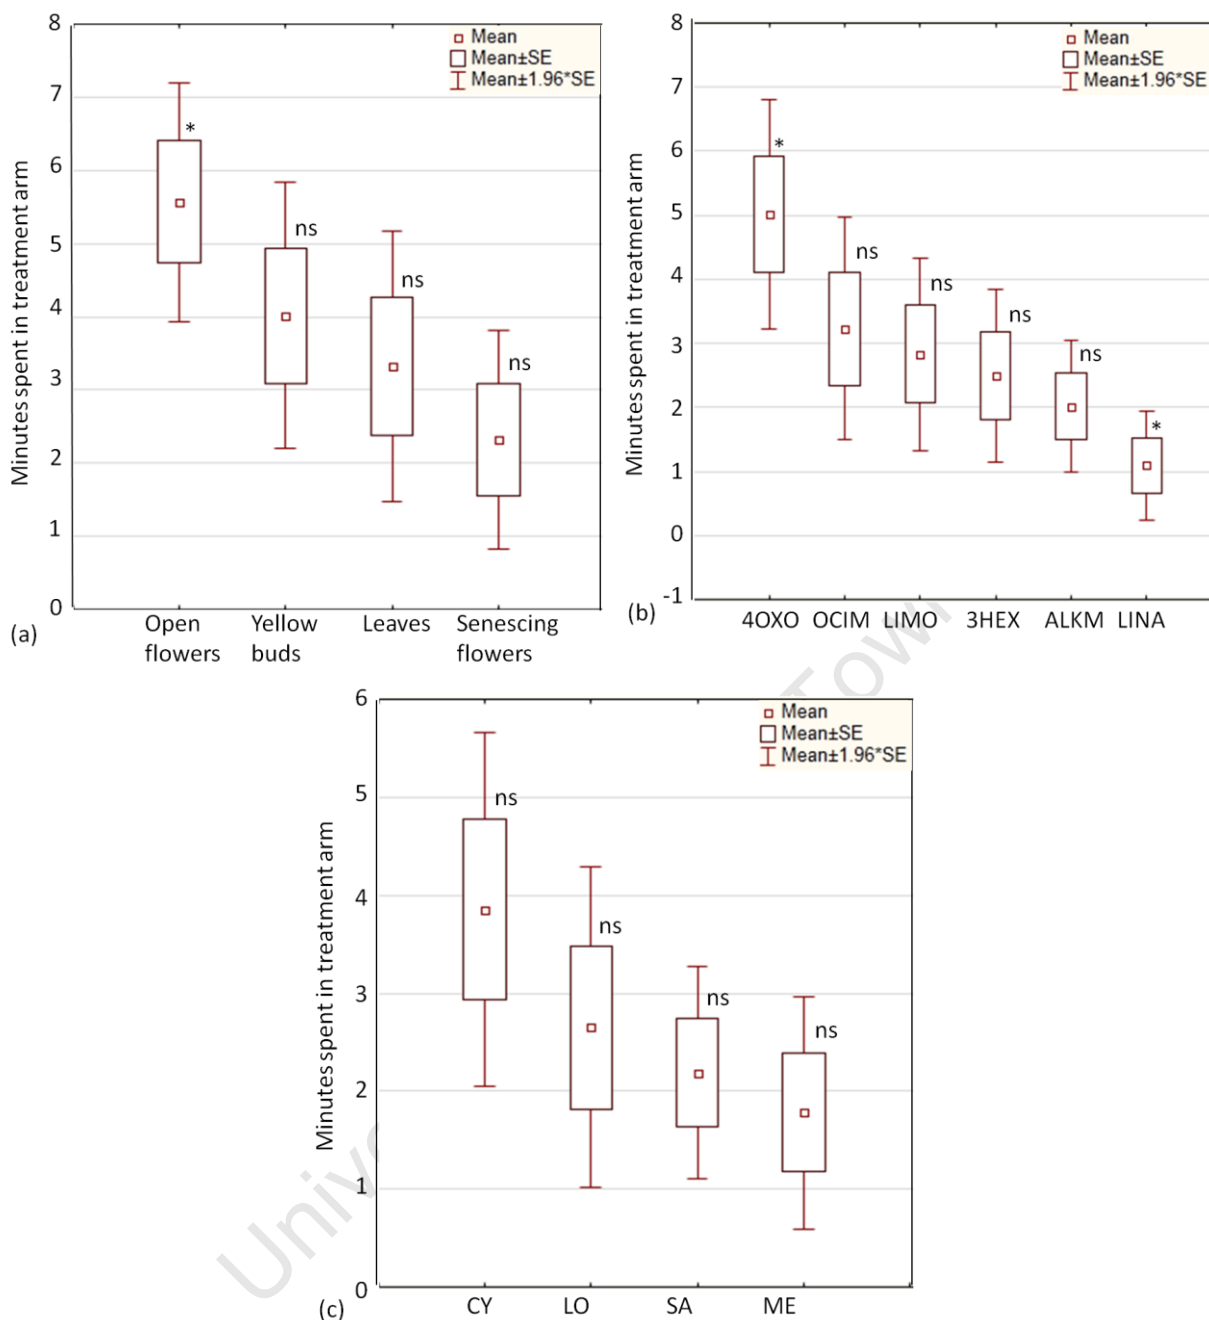 8
7
6
5
4
3
2
1
0
Minutes spent in treatment arm
Mean
Mean±SE
Mean±1.96*SE
*
ns
ns
ns
(a)
Open flowers
Yellow buds
Leaves
Senescing flowers
8
7
6
5
4
3
2
1
0
-1
Minutes spent in treatment arm
Mean
Mean±SE
Mean±1.96*SE
*
ns
ns
ns
ns
*
(b)
4OXO OCIM LIMO 3HEX ALKM LINA
6
5
4
3
2
1
0
Minutes spent in treatment arm
Mean
Mean±SE
Mean±1.96*SE
ns
ns
ns
ns
(c)
CY LO SA ME